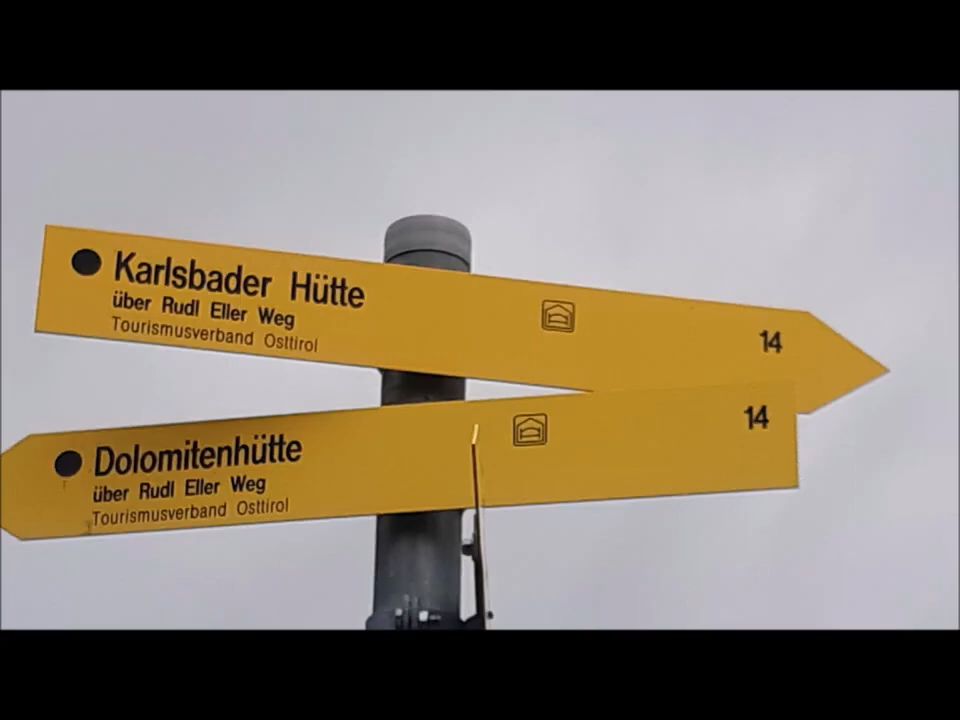 Karlsbader Hütte
über Rudl Eller Weg
Tourismusverband Osttirol
14
Dolomitenhütte
über Rudl Eller Weg
Tourismusverband Osttirol
14